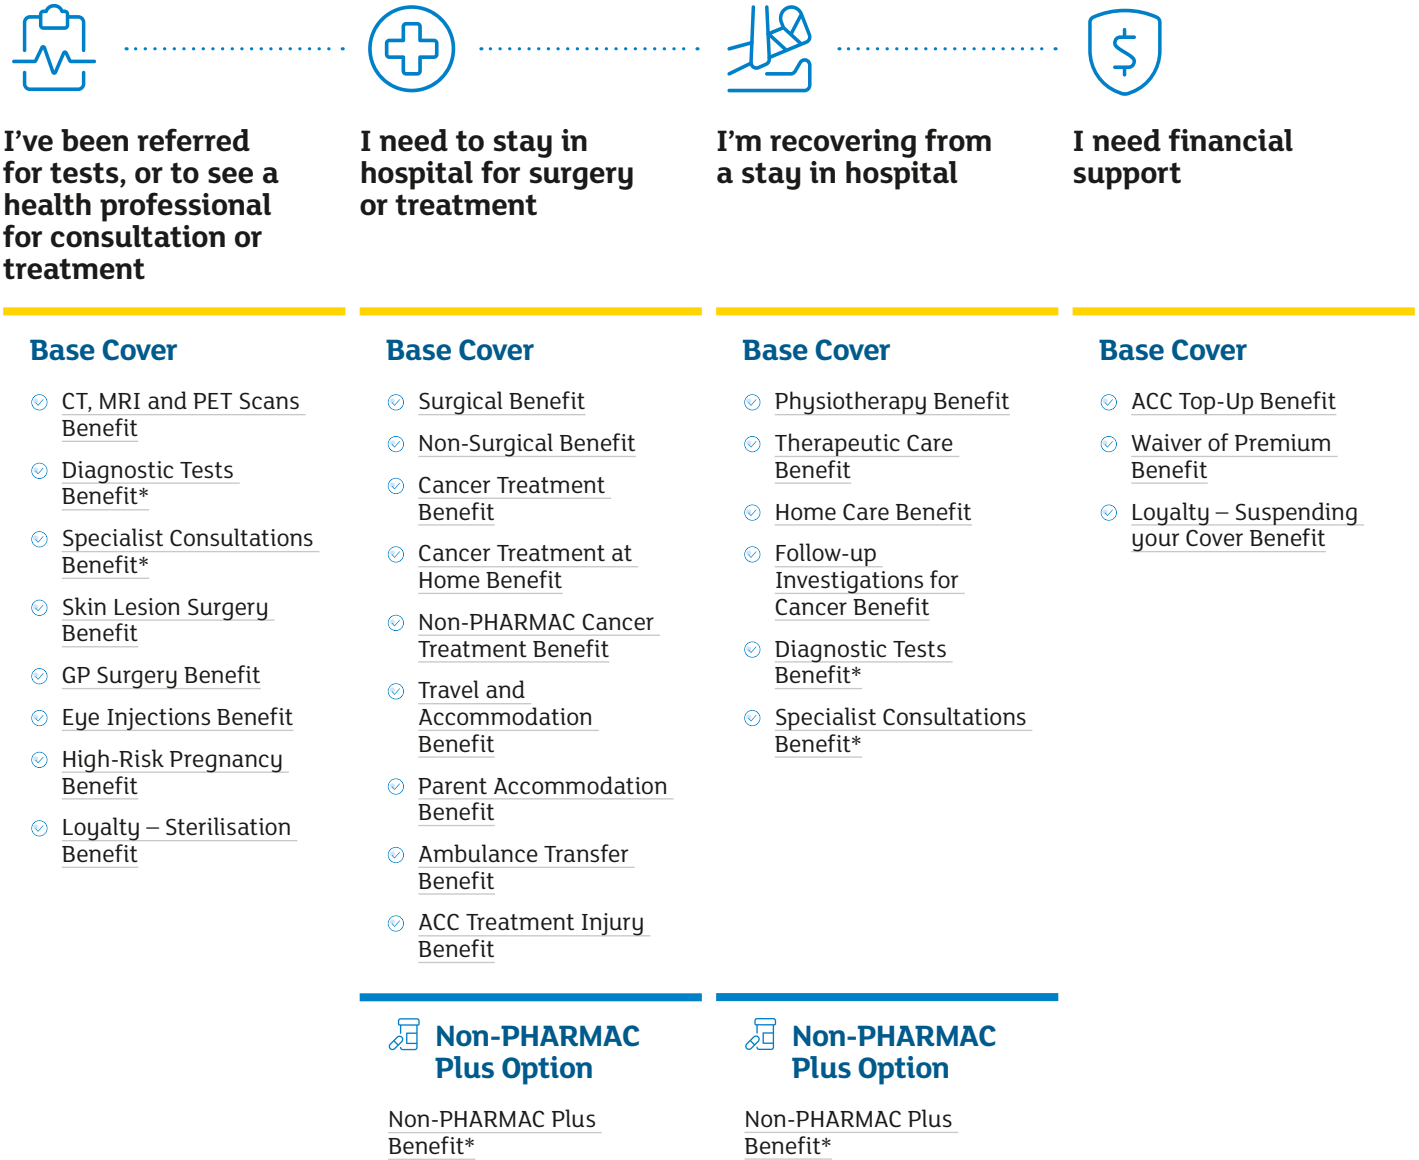 I've been referred
for tests, or to see a
health professional
for consultation or
treatment
I need to stay in
hospital for surgery
or treatment
I'm recovering from
a stay in hospital
I need financial
support
Base Cover
CT, MRI and PET Scans
Benefit
Diagnostic Tests
Benefit*
Specialist Consultations
Benefit*
Skin Lesion Surgery
Benefit
GP Surgery Benefit
Eye Injections Benefit
High-Risk Pregnancy
Benefit
Loyalty – Sterilisation
Benefit
Base Cover
Surgical Benefit
Non-Surgical Benefit
Cancer Treatment
Benefit
Cancer Treatment at
Home Benefit
Non-PHARMAC Cancer
Treatment Benefit
Travel and
Accommodation
Benefit
Parent Accommodation
Benefit
Ambulance Transfer
Benefit
ACC Treatment Injury
Benefit
Non-PHARMAC
Plus Option
Non-PHARMAC Plus
Benefit*
Base Cover
Physiotherapy Benefit
Therapeutic Care
Benefit
Home Care Benefit
Follow-up
Investigations for
Cancer Benefit
Diagnostic Tests
Benefit*
Specialist Consultations
Benefit*
Non-PHARMAC
Plus Option
Non-PHARMAC Plus
Benefit*
Base Cover
ACC Top-Up Benefit
Waiver of Premium
Benefit
Loyalty – Suspending
your Cover Benefit